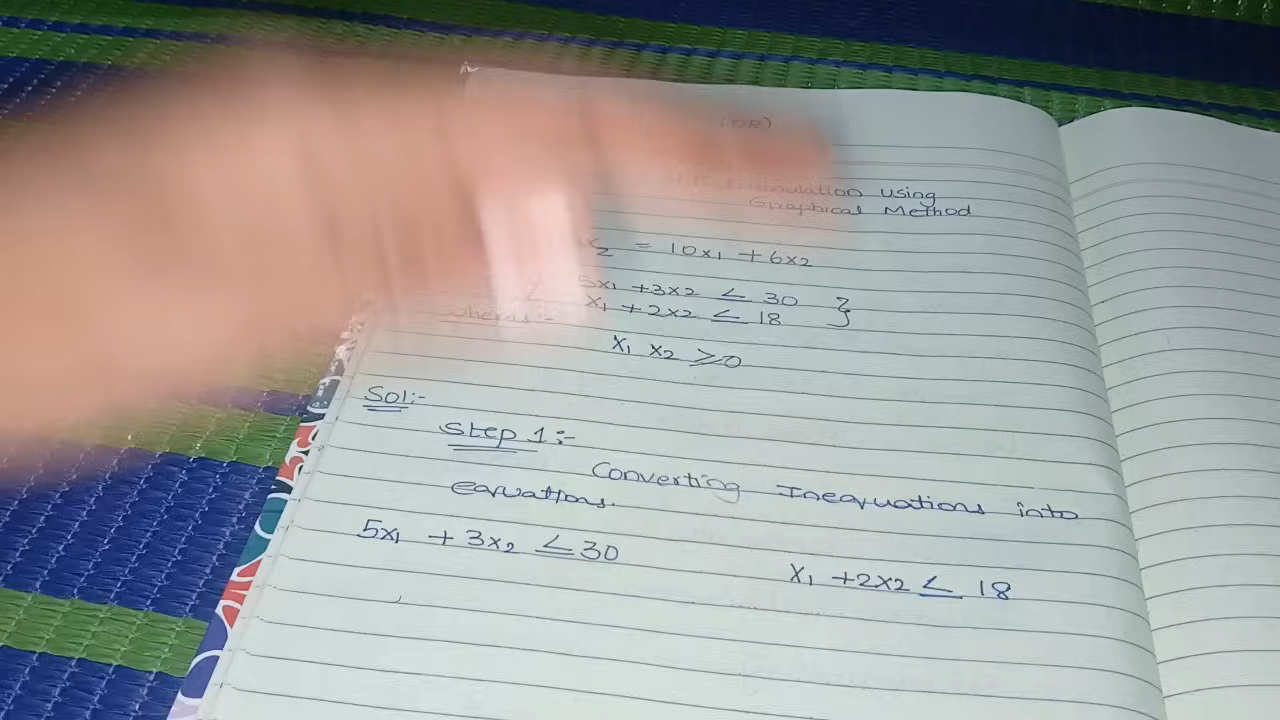 (OR)
using
Graphical Method
= 10x₁ + 6x₂
5x₁ + 3x₂ ≤ 30 }
x₁ + 2x₂ ≤ 18
x₁ x₂ ≥ 0
Sol:-
Step 1:-
Converting Inequations into
equations.
5x₁ + 3x₂ ≤ 30
x₁ + 2x₂ ≤ 18